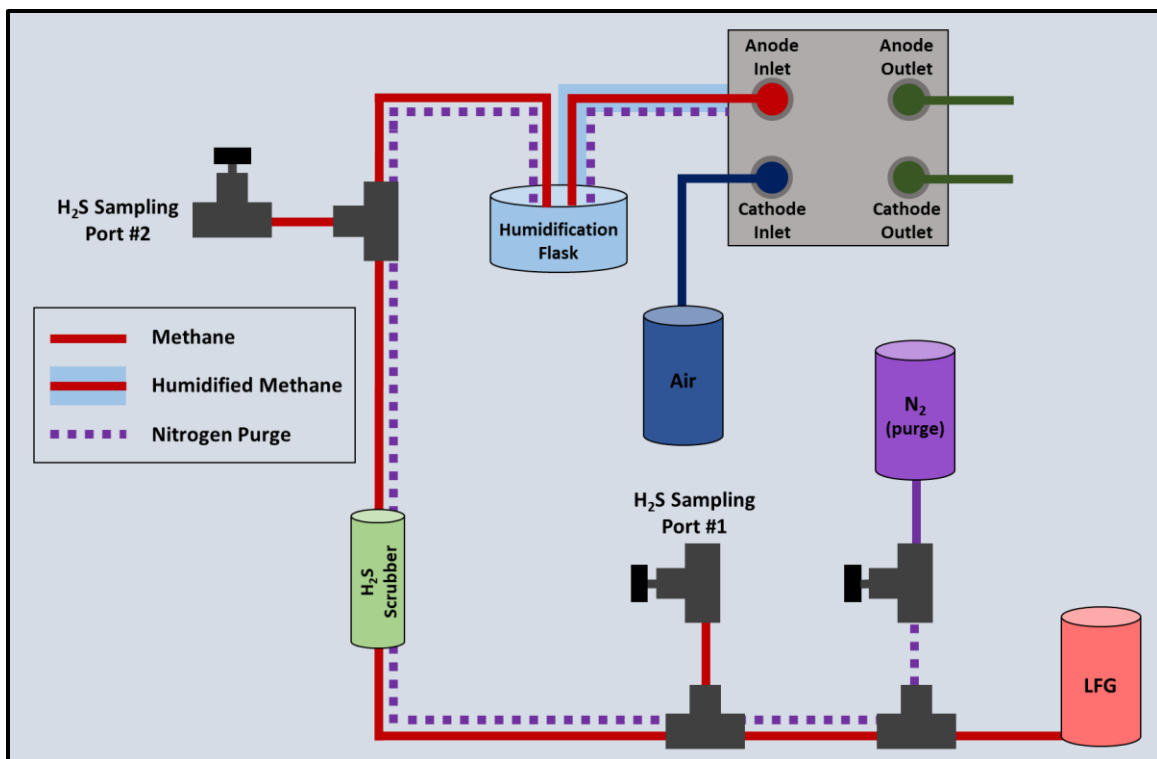 Anode
Inlet
Anode
Outlet
Cathode
Inlet
Cathode
Outlet
H₂S Sampling
Port #2
Humidification
Flask
Methane
Humidified Methane
Nitrogen Purge
Air
N₂
(purge)
H₂S Sampling
Port #1
H₂S
Scrubber
LFG